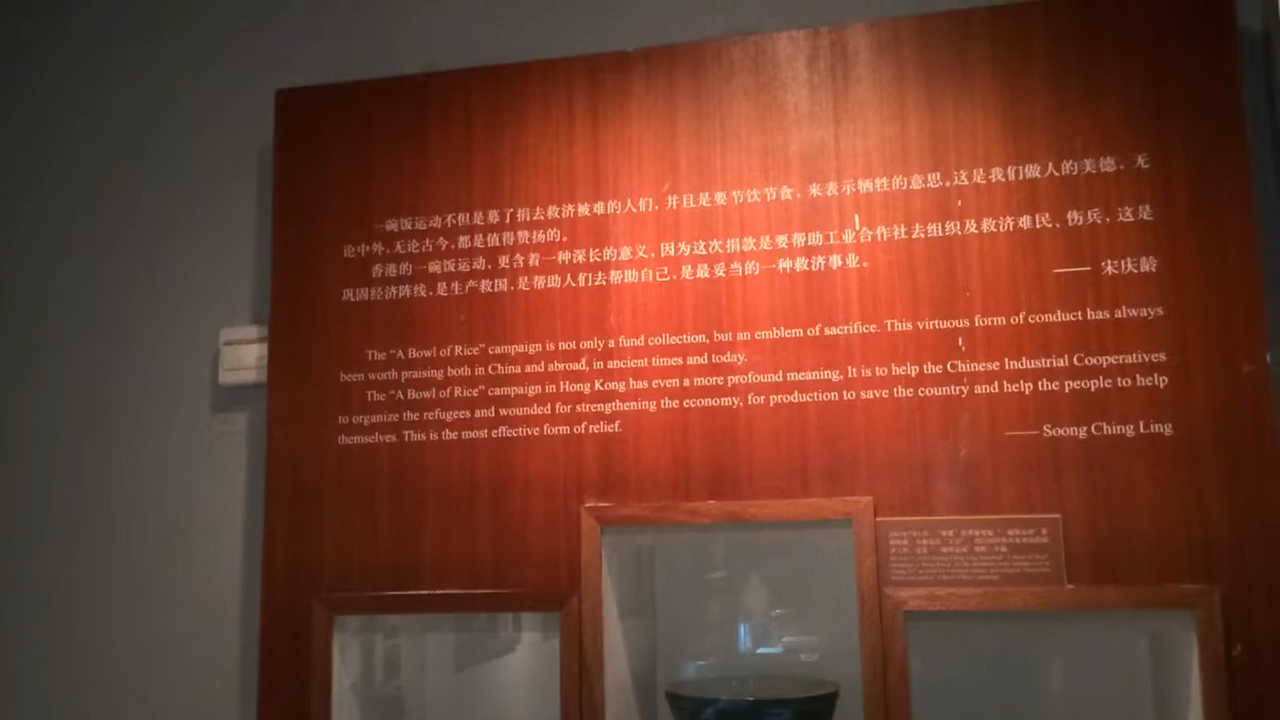 一碗饭运动不但是募了捐去救济被难的人们，并且是要节饮节食，来表示牺牲的意思。这是我们做人的美德。无
论中外，无论古今，都是值得赞扬的。
香港的一碗饭运动，更含着一种深长的意义，因为这次捐款是要帮助工业合作社去组织及救济难民、伤兵，这是
巩固经济阵线，是生产救国，是帮助人们去帮助自己，是最妥当的一种救济事业。
—— 宋庆龄
The “A Bowl of Rice” campaign is not only a fund collection, but an emblem of sacrifice. This virtuous form of conduct has always
been worth praising both in China and abroad, in ancient times and today.
The “A Bowl of Rice” campaign in Hong Kong has even a more profound meaning, It is to help the Chinese Industrial Cooperatives
to organize the refugees and wounded for strengthening the economy, for production to save the country and help the people to help
themselves. This is the most effective form of relief.
—— Soong Ching Ling